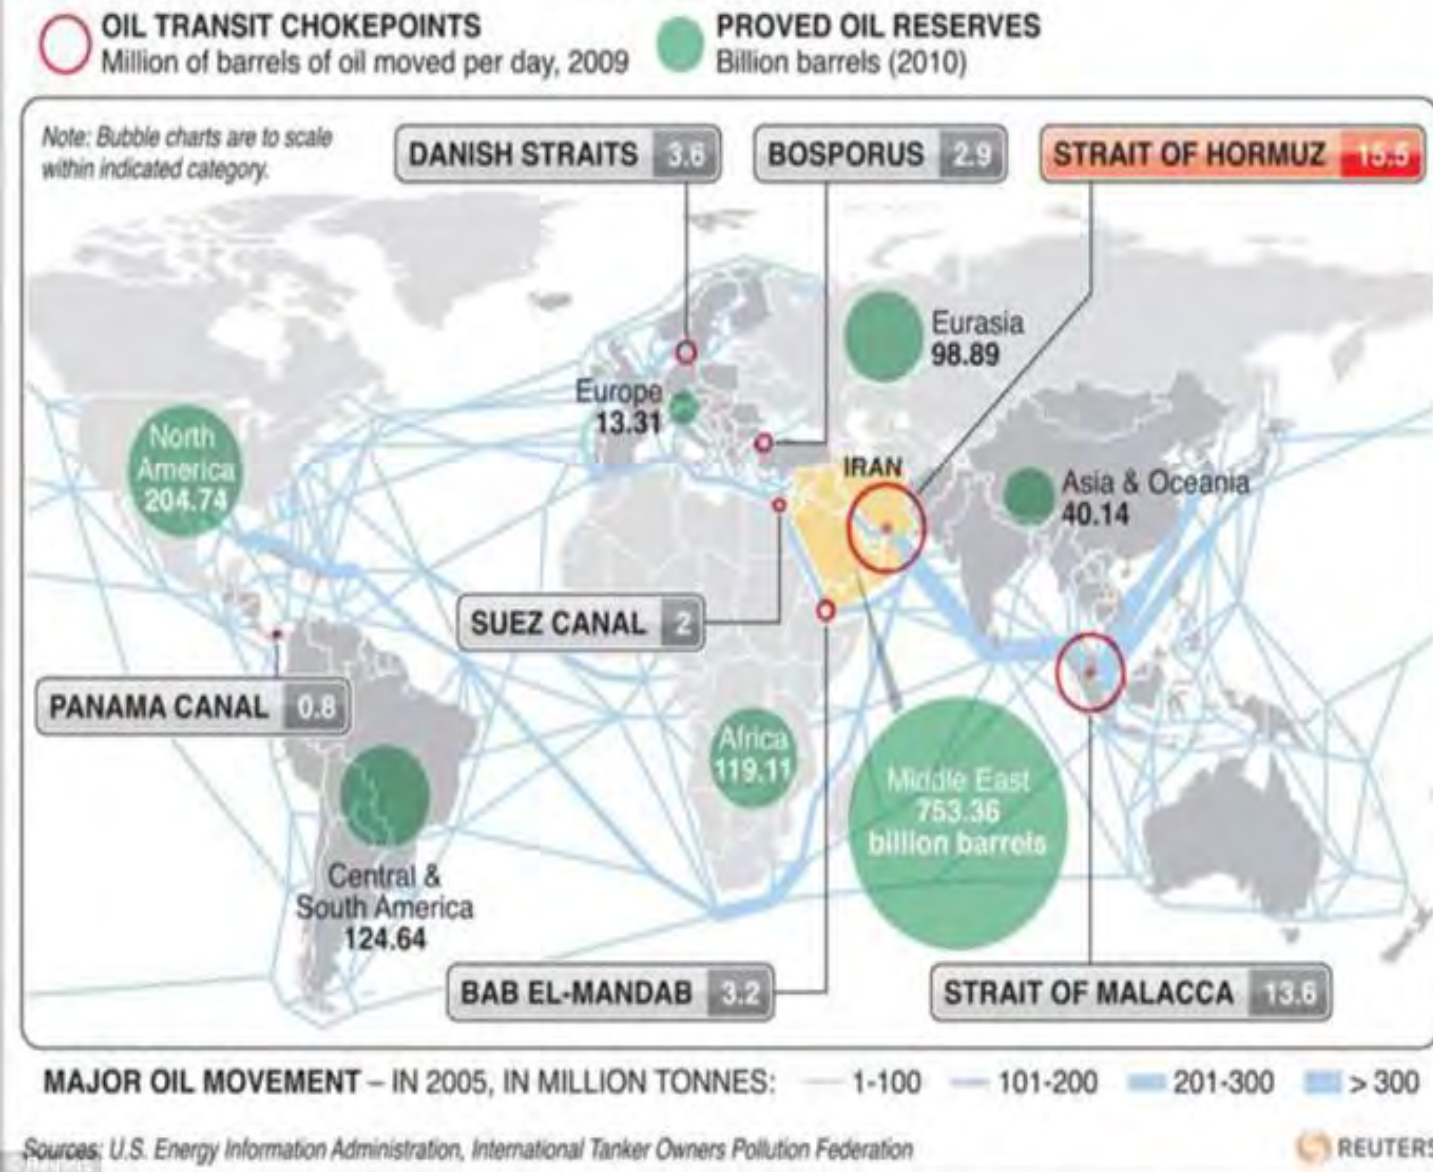 OIL TRANSIT CHOKEPOINTS
Million of barrels of oil moved per day, 2009
PROVED OIL RESERVES
Billion barrels (2010)
Note: Bubble charts are to scale
within indicated category.
DANISH STRAITS 3.6
BOSPORUS 2.9
STRAIT OF HORMUZ 15.5
Eurasia
98.89
Europe
13.31
North
America
204.74
IRAN
Asia & Oceania
40.14
SUEZ CANAL 2
PANAMA CANAL 0.8
Africa
119.11
Middle East
753.36
billion barrels
Central &
South America
124.64
BAB EL-MANDAB 3.2
STRAIT OF MALACCA 13.6
MAJOR OIL MOVEMENT – IN 2005, IN MILLION TONNES: 1-100 101-200 201-300 > 300
Sources: U.S. Energy Information Administration, International Tanker Owners Pollution Federation
REUTERS